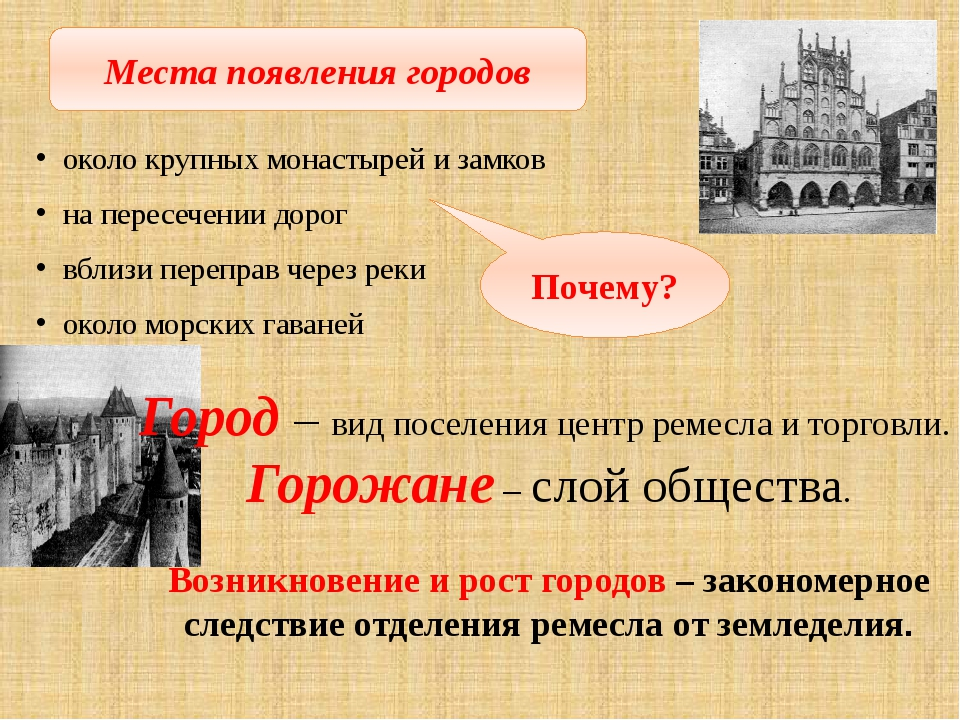 Места появления городов
• около крупных монастырей и замков
• на пересечении дорог
• вблизи переправ через реки
• около морских гаваней
Почему?
Город – вид поселения центр ремесла и торговли.
Горожане – слой общества.
Возникновение и рост городов – закономерное
следствие отделения ремесла от земледелия.